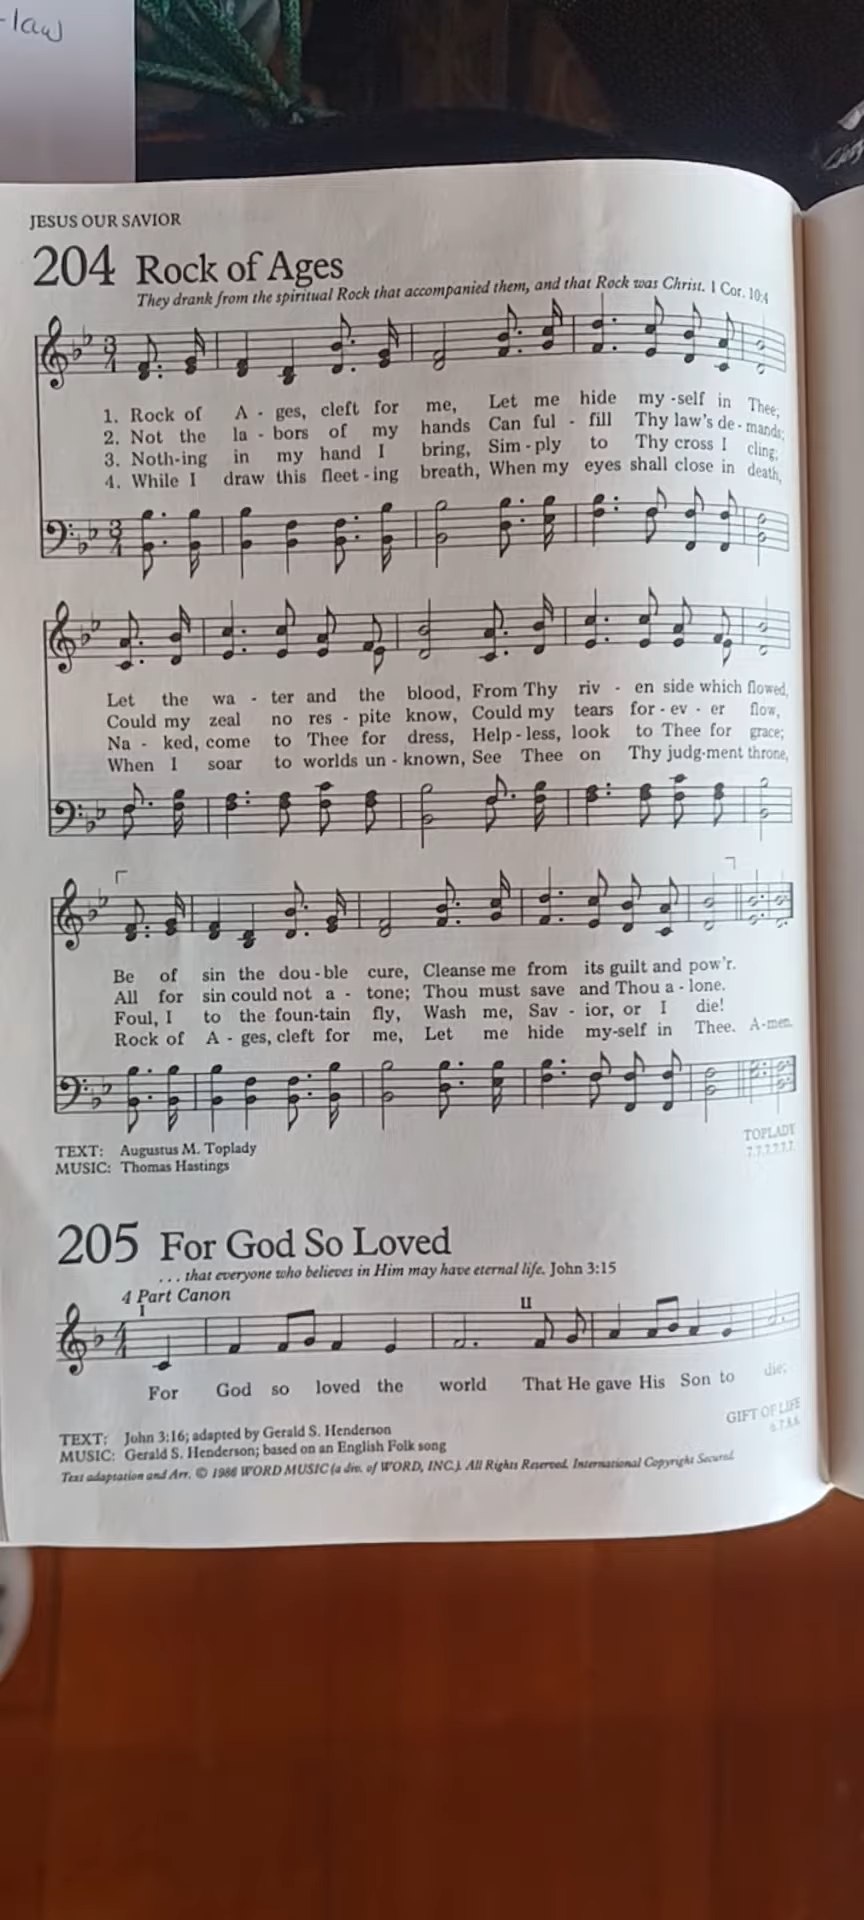 -law
JESUS OUR SAVIOR
204 Rock of Ages
They drank from the spiritual Rock that accompanied them, and that Rock was Christ. I Cor. 10:4
1. Rock of A - ges, cleft for me, Let me hide my -self in Thee;
2. Not the la - bors of my hands Can ful - fill Thy law's de - mands;
3. Noth-ing in my hand I bring, Sim - ply to Thy cross I cling;
4. While I draw this fleet - ing breath, When my eyes shall close in death,
Let the wa - ter and the blood, From Thy riv - en side which flowed,
Could my zeal no res - pite know, Could my tears for - ev - er flow,
Na - ked, come to Thee for dress, Help - less, look to Thee for grace;
When I soar to worlds un - known, See Thee on Thy judg-ment throne,
Be of sin the dou - ble cure, Cleanse me from its guilt and pow'r.
All for sin could not a - tone; Thou must save and Thou a - lone.
Foul, I to the foun-tain fly, Wash me, Sav - ior, or I die!
Rock of A - ges, cleft for me, Let me hide my-self in Thee. A-men.
TEXT: Augustus M. Toplady
MUSIC: Thomas Hastings
TOPLADY
7.7.7.7.7.7.
205 For God So Loved
. . . that everyone who believes in Him may have eternal life. John 3:15
4 Part Canon
I II
For God so loved the world That He gave His Son to die;
TEXT: John 3:16; adapted by Gerald S. Henderson
MUSIC: Gerald S. Henderson; based on an English Folk song
GIFT OF LIFE
Text adaptation and Arr. © 1986 WORD MUSIC (a div. of WORD, INC.). All Rights Reserved. International Copyright Secured.